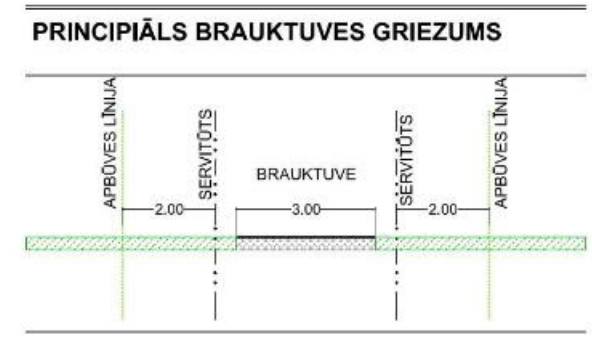 PRINCIPIĀLS BRAUKTUVES GRIEZUMS
APBŪVES LĪNIJA
SERVITŪTS
BRAUKTUVE
SERVITŪTS
APBŪVES LĪNIJA
2.00
3.00
2.00